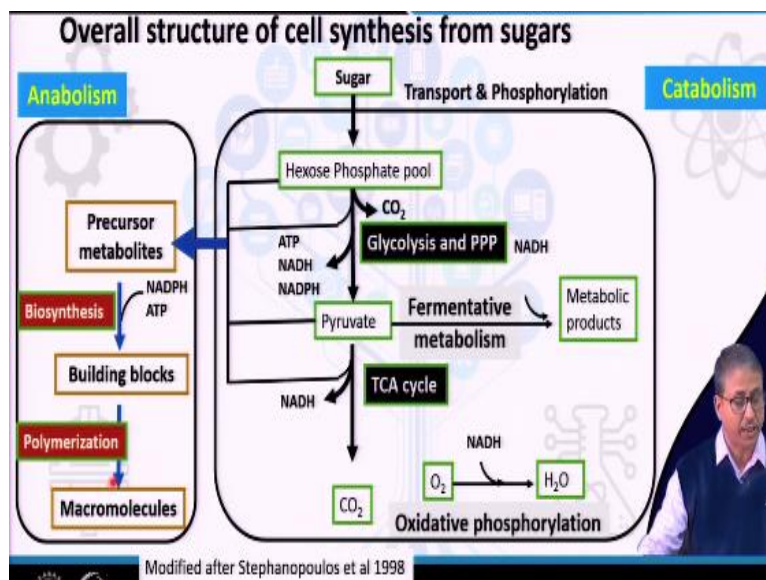 Overall structure of cell synthesis from sugars
Anabolism
Sugar
Transport & Phosphorylation
Catabolism
Hexose Phosphate pool
CO2
Precursor
metabolites
ATP
NADH
NADPH
Glycolysis and PPP
NADH
Biosynthesis
NADPH
ATP
Pyruvate
Fermentative
metabolism
Metabolic
products
Building blocks
NADH
TCA cycle
Polymerization
NADH
Macromolecules
CO2
O2
H2O
Oxidative phosphorylation
Modified after Stephanopoulos et al 1998